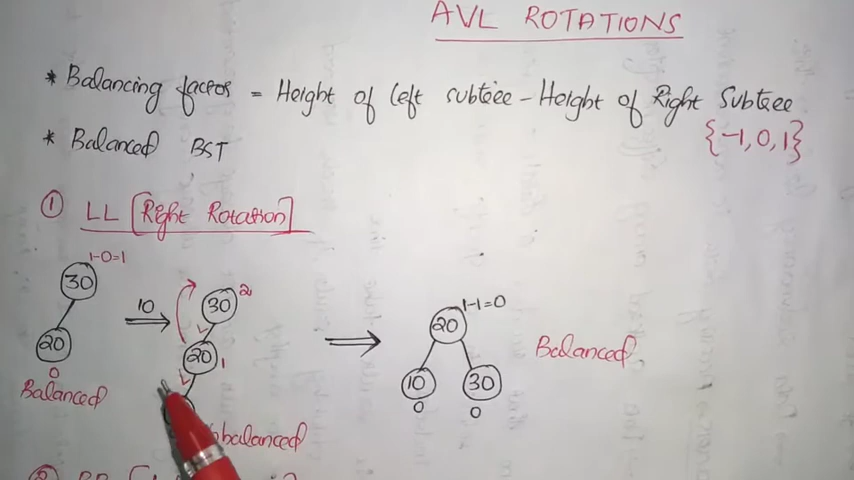 AVL ROTATIONS
* Balancing factor = Height of left subtree - Height of Right Subtree
{-1, 0, 1}
* Balanced BST
① LL [Right Rotation]
1-0=1
30
20
0
Balanced
10
30 2
L
20 1
L
balanced
1-1=0
20
10 30
0 0
Balanced
② RR